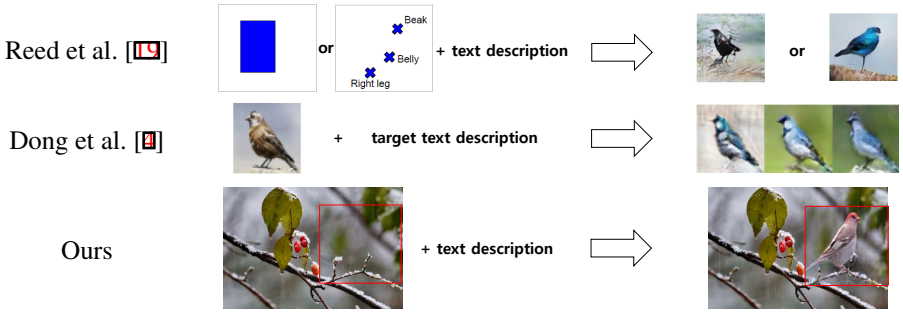 Reed et al. [19] or Beak Belly Right leg + text description or
Dong et al. [4] + target text description
Ours + text description